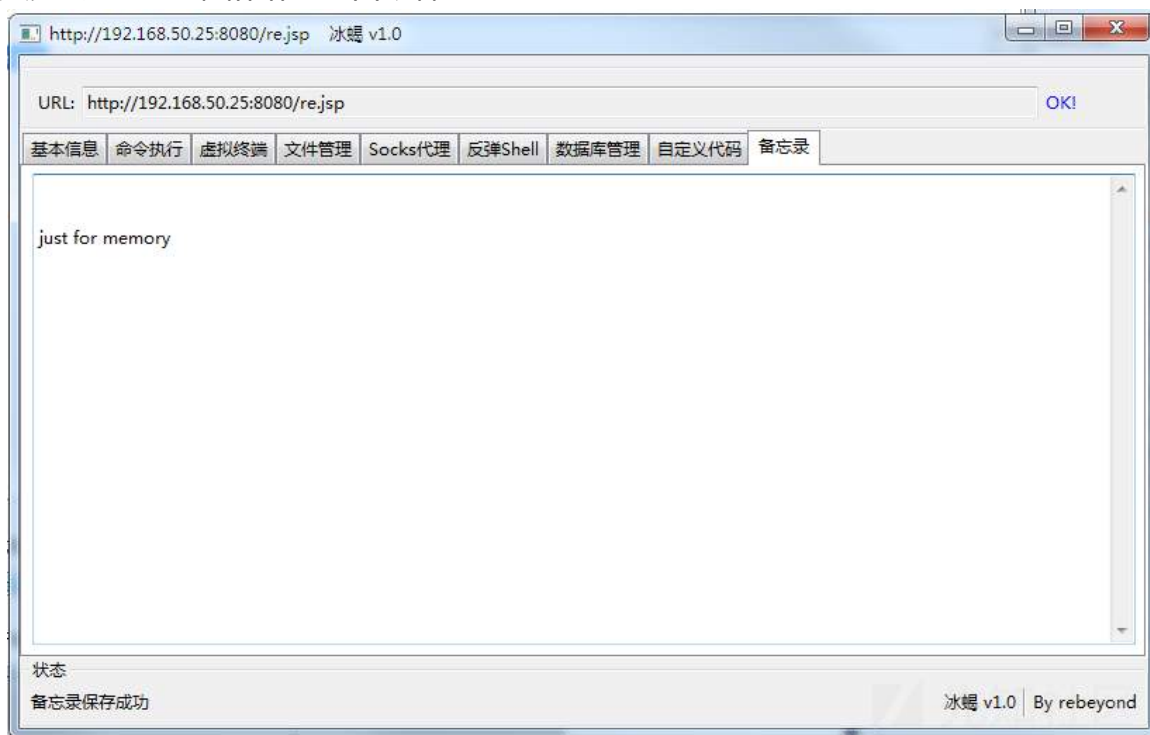 http://192.168.50.25:8080/re.jsp 冰蝎 v1.0
URL: http://192.168.50.25:8080/re.jsp OK!
基本信息 命令执行 虚拟终端 文件管理 Socks代理 反弹Shell 数据库管理 自定义代码 备忘录
just for memory
状态
备忘录保存成功 冰蝎 v1.0 By rebeyond